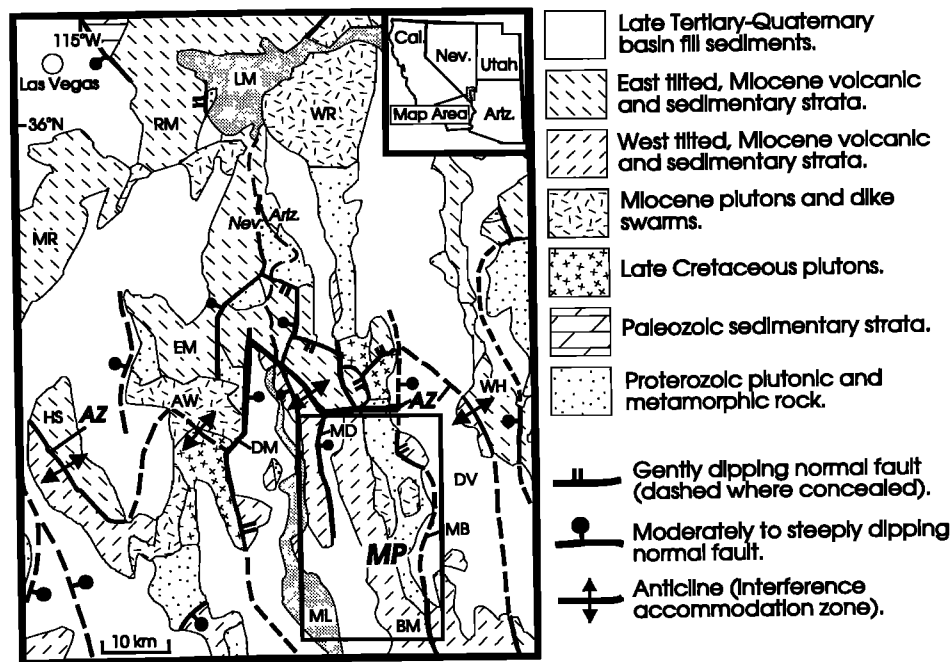 115°W
Las Vegas
36°N
LM
WR
RM
MR
Nev.
Ariz.
EM
AW
HS
AZ
DM
MD
AZ
WH
DV
MB
MP
ML
BM
10 km
Cal.
Nev.
Utah
Map Area
Ariz.
Late Tertiary-Quaternary
basin fill sediments.
East tilted, Miocene volcanic
and sedimentary strata.
West tilted, Miocene volcanic
and sedimentary strata.
Miocene plutons and dike
swarms.
Late Cretaceous plutons.
Paleozoic sedimentary strata.
Proterozoic plutonic and
metamorphic rock.
Gently dipping normal fault
(dashed where concealed).
Moderately to steeply dipping
normal fault.
Anticline (interference
accommodation zone).